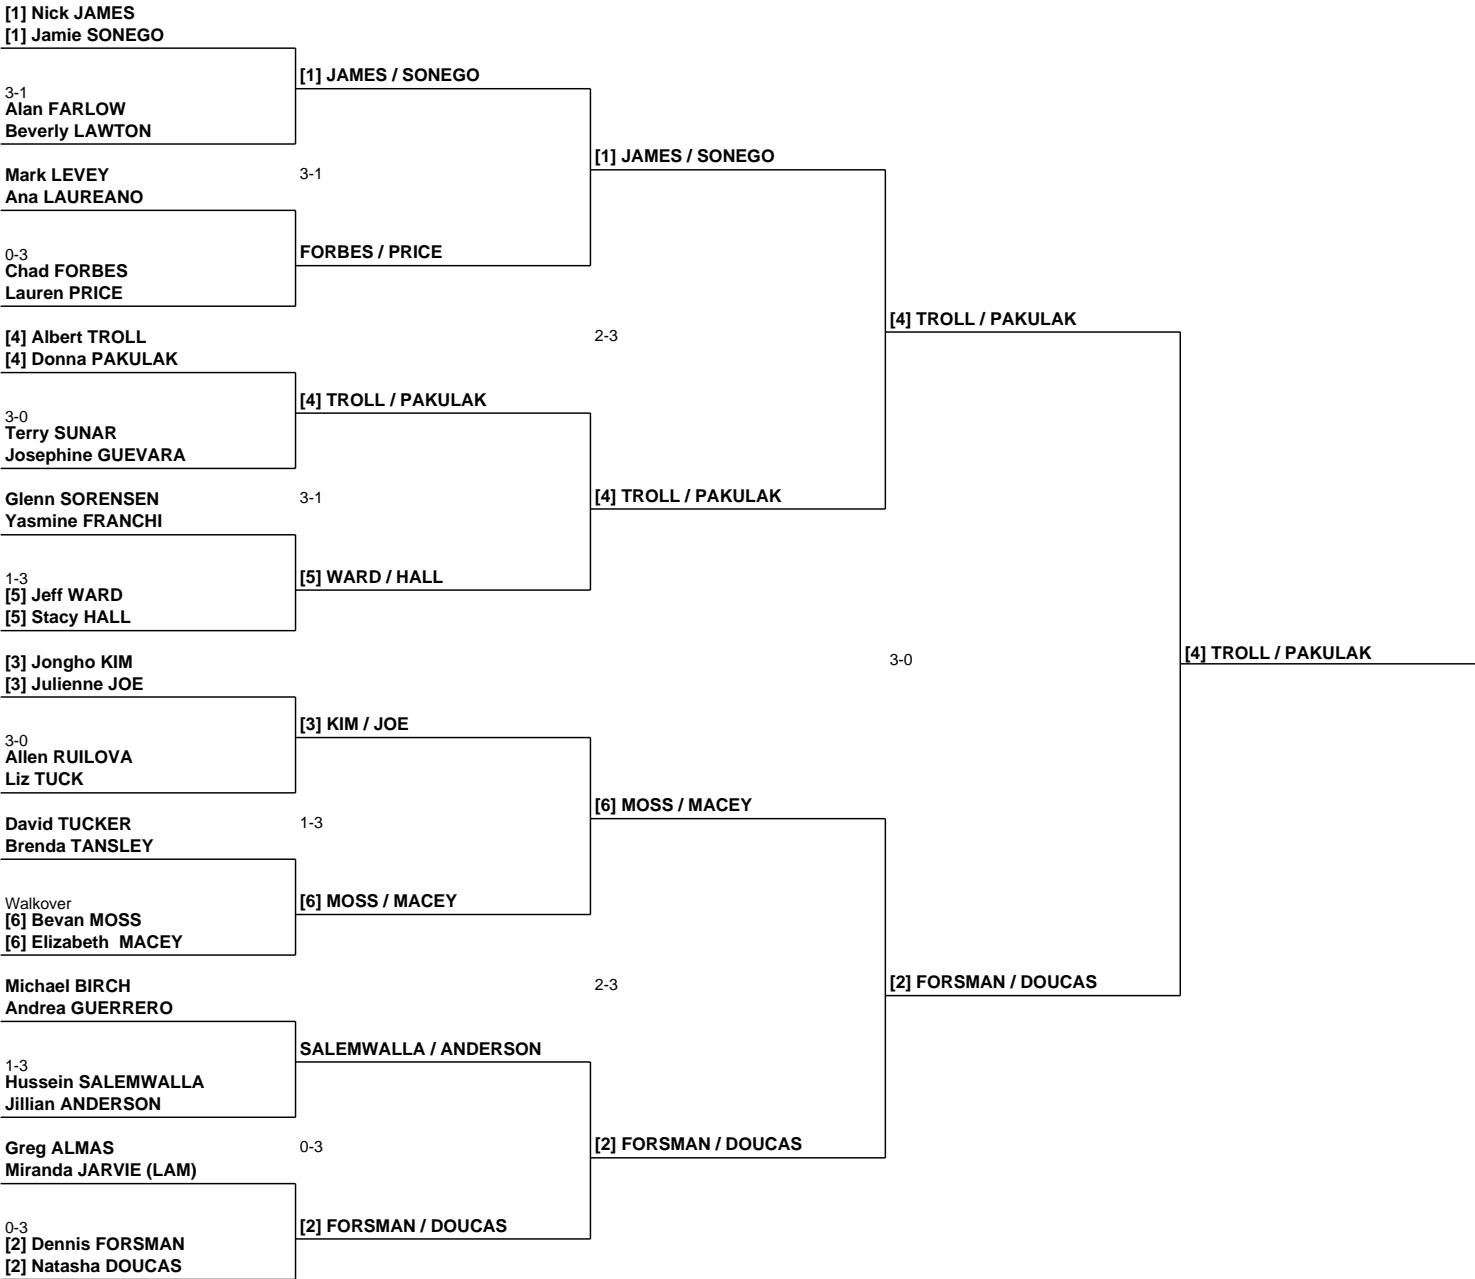 [1] Nick JAMES
[1] Jamie SONEGO
[1] JAMES / SONEGO
3-1
Alan FARLOW
Beverly LAWTON
[1] JAMES / SONEGO
Mark LEVEY
3-1
Ana LAUREANO
FORBES / PRICE
0-3
Chad FORBES
Lauren PRICE
[4] TROLL / PAKULAK
[4] Albert TROLL
2-3
[4] Donna PAKULAK
[4] TROLL / PAKULAK
3-0
Terry SUNAR
Josephine GUEVARA
[4] TROLL / PAKULAK
Glenn SORENSEN
3-1
Yasmine FRANCHI
[5] WARD / HALL
1-3
[5] Jeff WARD
[5] Stacy HALL
[4] TROLL / PAKULAK
[3] Jongho KIM
3-0
[3] Julienne JOE
[3] KIM / JOE
3-0
Allen RUILOVA
Liz TUCK
[6] MOSS / MACEY
David TUCKER
1-3
Brenda TANSLEY
[6] MOSS / MACEY
Walkover
[6] Bevan MOSS
[6] Elizabeth  MACEY
[2] FORSMAN / DOUCAS
Michael BIRCH
2-3
Andrea GUERRERO
SALEMWALLA / ANDERSON
1-3
Hussein SALEMWALLA
Jillian ANDERSON
[2] FORSMAN / DOUCAS
Greg ALMAS
0-3
Miranda JARVIE (LAM)
[2] FORSMAN / DOUCAS
0-3
[2] Dennis FORSMAN
[2] Natasha DOUCAS